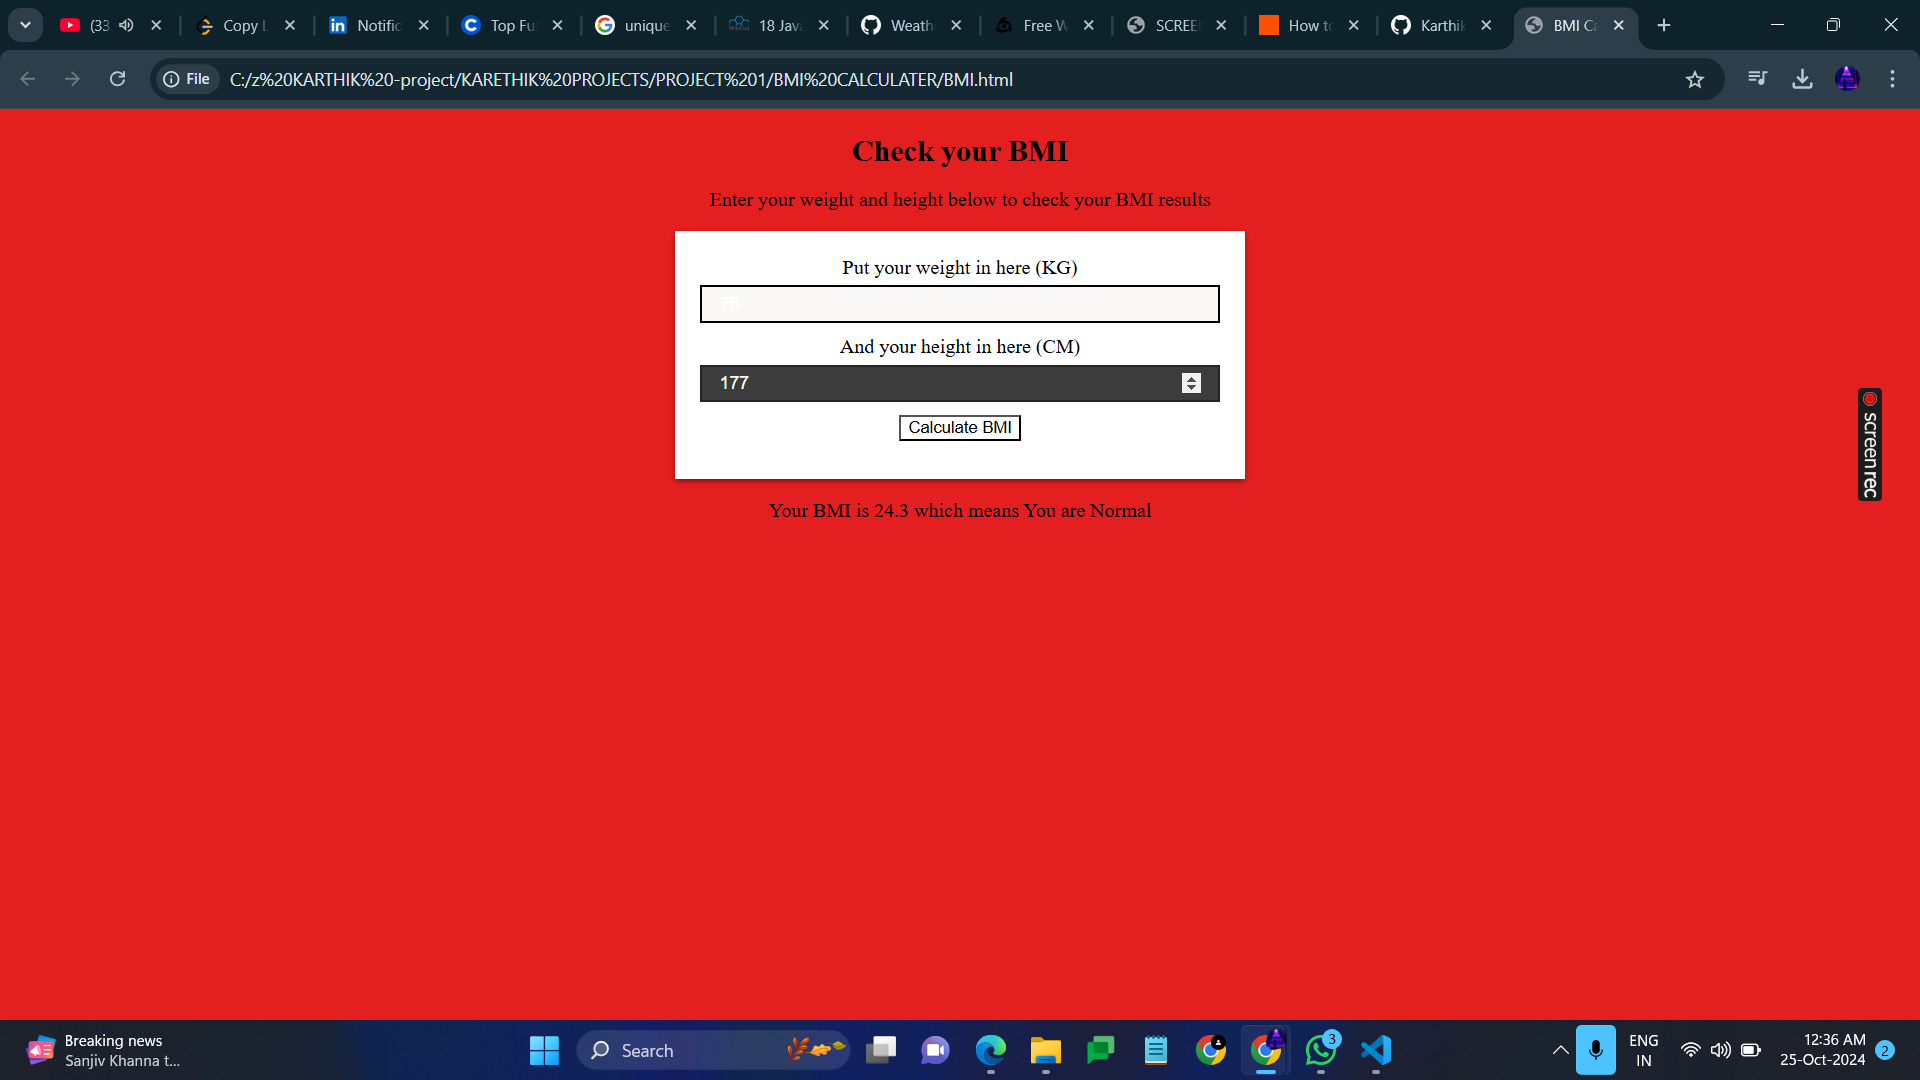 (33
Copy L
Notific
Top Fu
unique
18 Java
Weath
Free W
SCREE
How to
Karthik
BMI Ca
File
C:/z%20KARTHIK%20-project/KARETHIK%20PROJECTS/PROJECT%201/BMI%20CALCULATER/BMI.html
Check your BMI
Enter your weight and height below to check your BMI results
Put your weight in here (KG)
76
And your height in here (CM)
177
Calculate BMI
Your BMI is 24.3 which means You are Normal
screenrec
Breaking news
Sanjiv Khanna t...
Search
3
ENG
IN
12:36 AM
25-Oct-2024
2